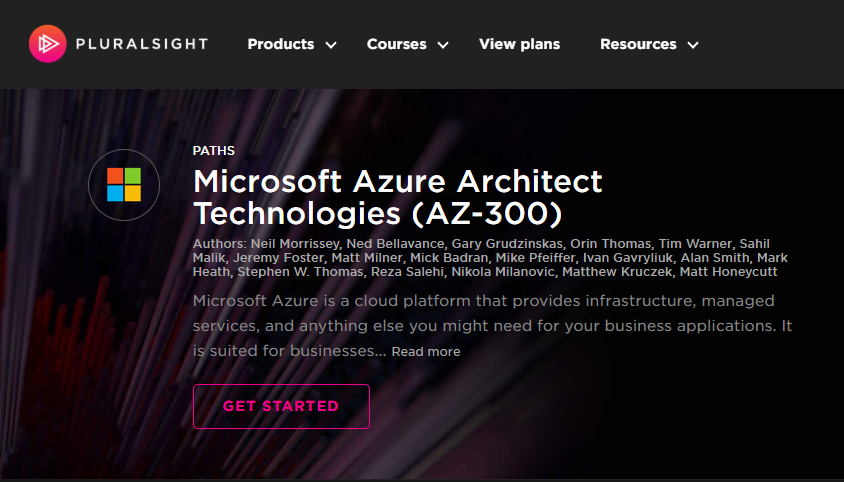 PLURALSIGHT Products Courses View plans Resources
PATHS
Microsoft Azure Architect
Technologies (AZ-300)
Authors: Neil Morrissey, Ned Bellavance, Gary Grudzinskas, Orin Thomas, Tim Warner, Sahil
Malik, Jeremy Foster, Matt Milner, Mick Badran, Mike Pfeiffer, Ivan Gavryliuk, Alan Smith, Mark
Heath, Stephen W. Thomas, Reza Salehi, Nikola Milanovic, Matthew Kruczek, Matt Honeycutt
Microsoft Azure is a cloud platform that provides infrastructure, managed
services, and anything else you might need for your business applications. It
is suited for businesses... Read more
GET STARTED